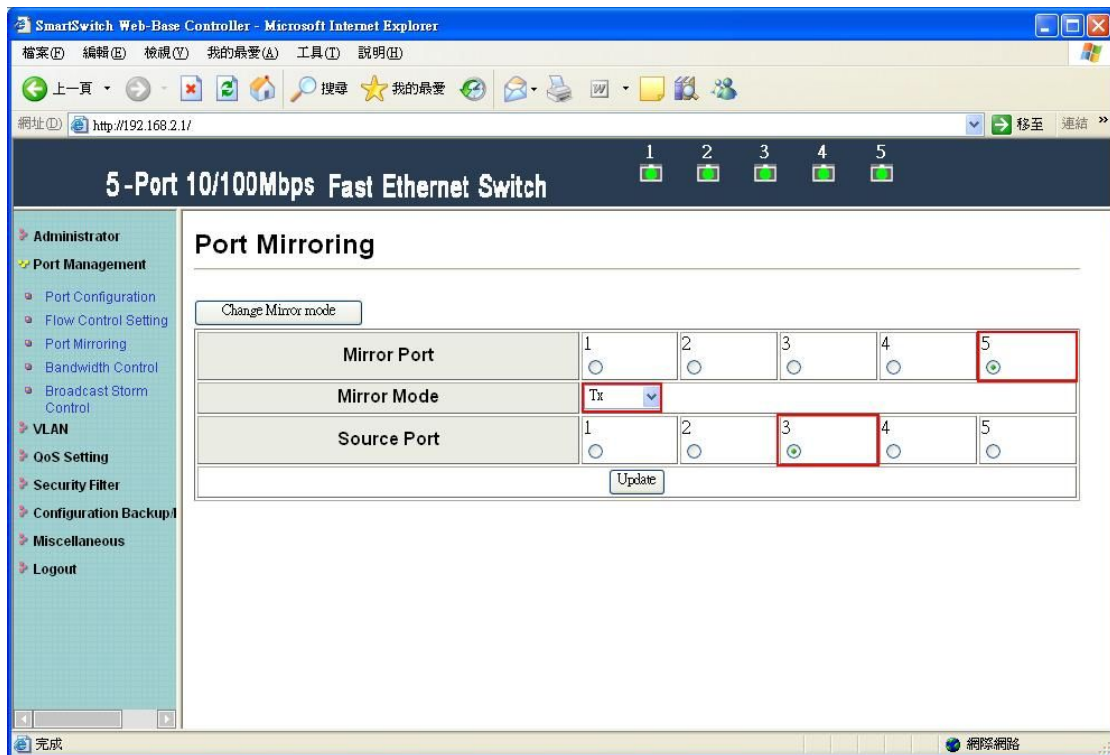 SmartSwitch Web-Base Controller - Microsoft Internet Explorer
檔案(F) 編輯(E) 檢視(V) 我的最愛(A) 工具(T) 說明(H)
上一頁 搜尋 我的最愛
網址(D) http://192.168.2.1/ 移至 連結 »
1 2 3 4 5
5-Port 10/100Mbps Fast Ethernet Switch
Administrator
Port Management
Port Configuration
Flow Control Setting
Port Mirroring
Bandwidth Control
Broadcast Storm
Control
VLAN
QoS Setting
Security Filter
Configuration Backup/
Miscellaneous
Logout
Port Mirroring
Change Mirror mode
Mirror Port 1 2 3 4 5
Mirror Mode Tx
Source Port 1 2 3 4 5
Update
完成 網際網路